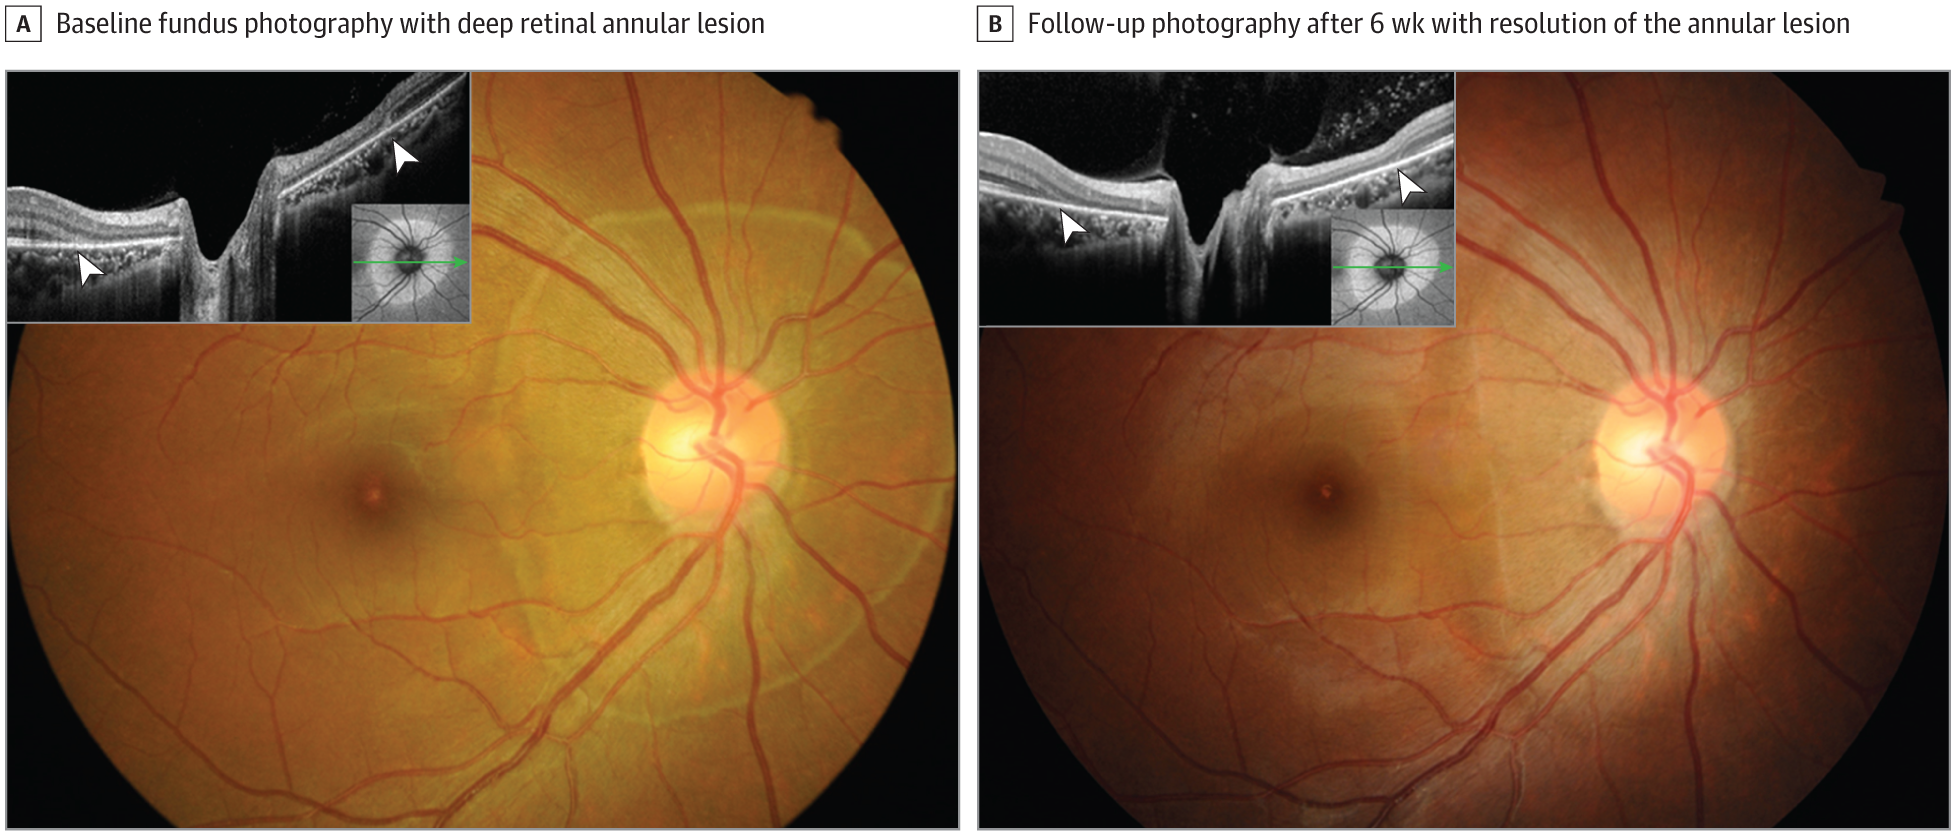 A Baseline fundus photography with deep retinal annular lesion
B Follow-up photography after 6 wk with resolution of the annular lesion